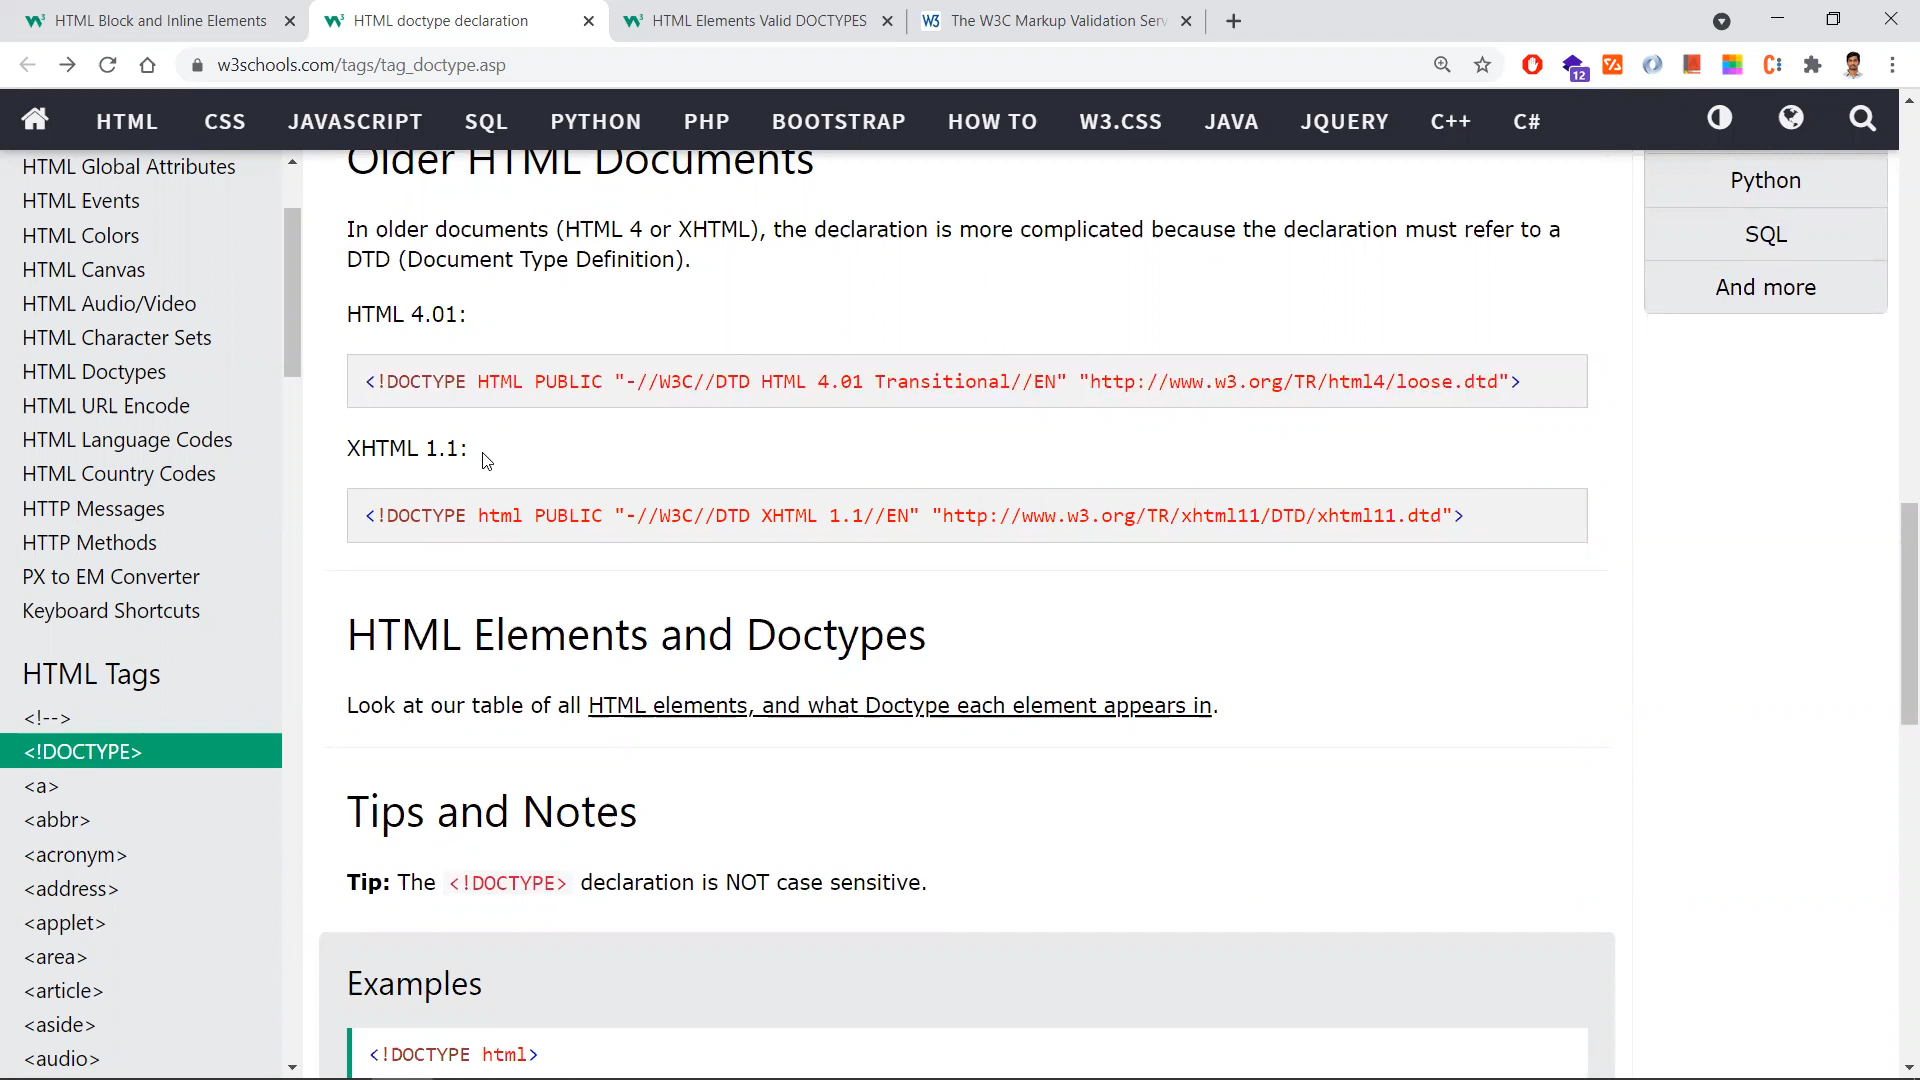 HTML Block and Inline Elements
HTML doctype declaration
HTML Elements Valid DOCTYPES
W3 The W3C Markup Validation Serv
w3schools.com/tags/tag_doctype.asp
12
HTML CSS JAVASCRIPT SQL PYTHON PHP BOOTSTRAP HOW TO W3.CSS JAVA JQUERY C++ C#
HTML Global Attributes
HTML Events
HTML Colors
HTML Canvas
HTML Audio/Video
HTML Character Sets
HTML Doctypes
HTML URL Encode
HTML Language Codes
HTML Country Codes
HTTP Messages
HTTP Methods
PX to EM Converter
Keyboard Shortcuts
HTML Tags
<!-->
<!DOCTYPE>
<a>
<abbr>
<acronym>
<address>
<applet>
<area>
<article>
<aside>
<audio>
Older HTML Documents
In older documents (HTML 4 or XHTML), the declaration is more complicated because the declaration must refer to a
DTD (Document Type Definition).
HTML 4.01:
<!DOCTYPE HTML PUBLIC "-//W3C//DTD HTML 4.01 Transitional//EN" "http://www.w3.org/TR/html4/loose.dtd">
XHTML 1.1:
<!DOCTYPE html PUBLIC "-//W3C//DTD XHTML 1.1//EN" "http://www.w3.org/TR/xhtml11/DTD/xhtml11.dtd">
HTML Elements and Doctypes
Look at our table of all HTML elements, and what Doctype each element appears in.
Tips and Notes
Tip: The <!DOCTYPE> declaration is NOT case sensitive.
Examples
<!DOCTYPE html>
Python
SQL
And more